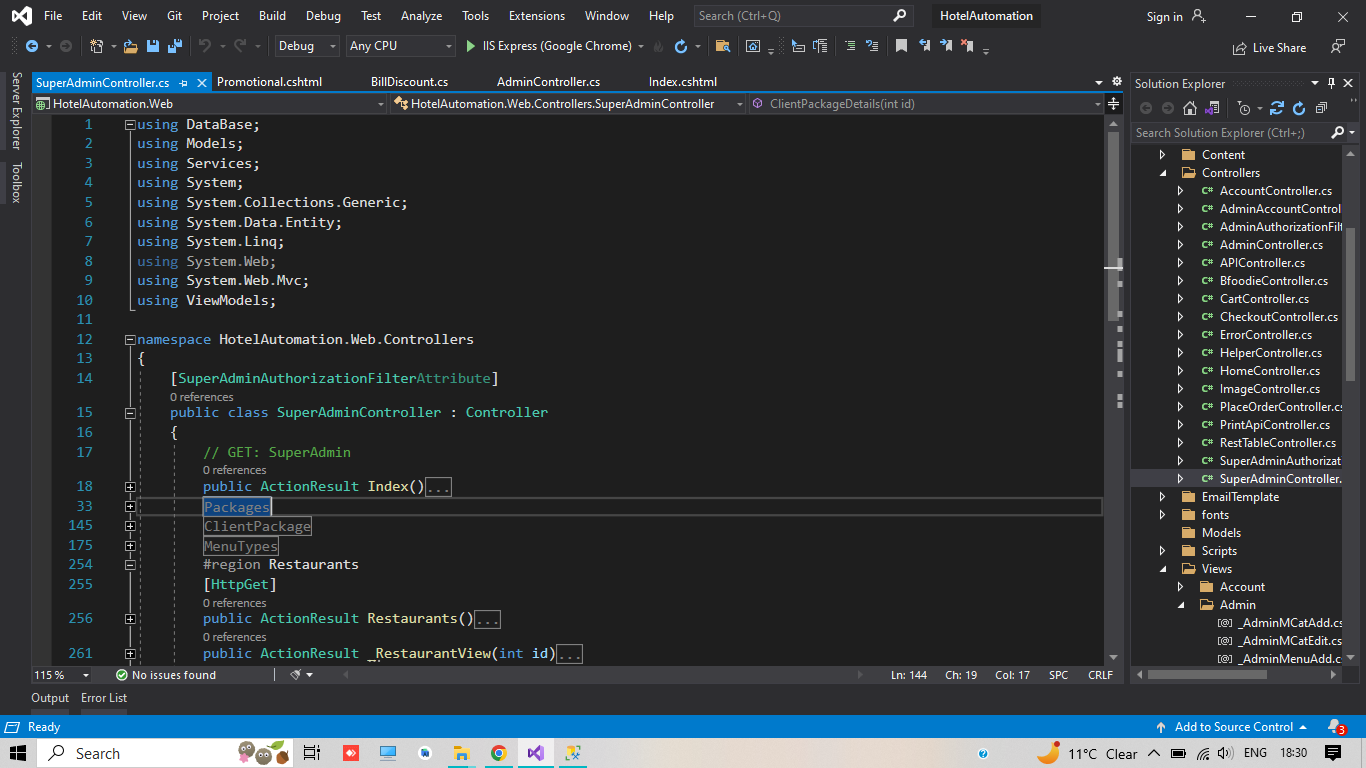 File Edit View Git Project Build Debug Test Analyze Tools Extensions Window Help Search (Ctrl+Q) HotelAutomation Sign in
Debug Any CPU IIS Express (Google Chrome) Live Share
Server Explorer
Toolbox
SuperAdminController.cs Promotional.cshtml BillDiscount.cs AdminController.cs Index.cshtml
HotelAutomation.Web HotelAutomation.Web.Controllers.SuperAdminController ClientPackageDetails(int id)
1 using DataBase;
2 using Models;
3 using Services;
4 using System;
5 using System.Collections.Generic;
6 using System.Data.Entity;
7 using System.Linq;
8 using System.Web;
9 using System.Web.Mvc;
10 using ViewModels;
11
12 namespace HotelAutomation.Web.Controllers
13 {
14 [SuperAdminAuthorizationFilterAttribute]
0 references
15 public class SuperAdminController : Controller
16 {
17 // GET: SuperAdmin
0 references
18 public ActionResult Index()...
33 Packages
145 ClientPackage
175 MenuTypes
254 #region Restaurants
255 [HttpGet]
0 references
256 public ActionResult Restaurants()...
0 references
261 public ActionResult _RestaurantView(int id)...
115 % No issues found Ln: 144 Ch: 19 Col: 17 SPC CRLF
Solution Explorer
Search Solution Explorer (Ctrl+;)
Content
Controllers
AccountController.cs
AdminAccountControl
AdminAuthorizationFilt
AdminController.cs
APIController.cs
BfoodieController.cs
CartController.cs
CheckoutController.cs
ErrorController.cs
HelperController.cs
HomeController.cs
ImageController.cs
PlaceOrderController.cs
PrintApiController.cs
RestTableController.cs
SuperAdminAuthorizat
SuperAdminController.
EmailTemplate
fonts
Models
Scripts
Views
Account
Admin
_AdminMCatAdd.cs
_AdminMCatEdit.cs
_AdminMenuAdd.cs
Output Error List
Ready Add to Source Control 3
Search 11°C Clear ENG 18:30